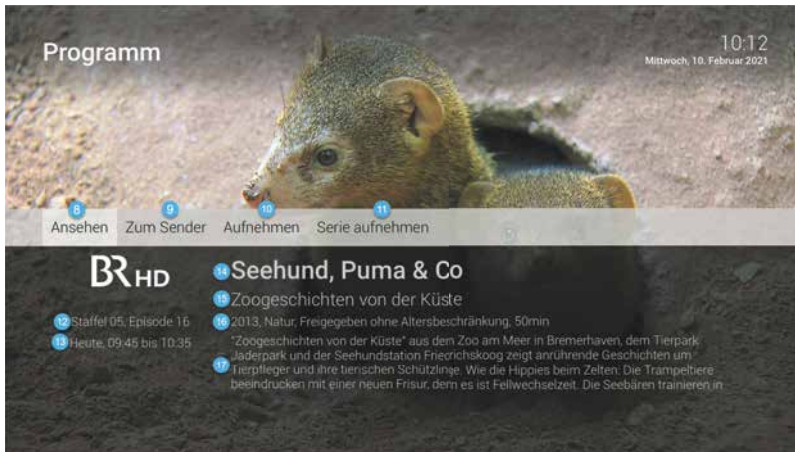 Programm
10:12
Mittwoch, 10. Februar 2021
8 9 10 11
Ansehen Zum Sender Aufnehmen Serie aufnehmen
BR HD
14 Seehund, Puma & Co
15 Zoogeschichten von der Küste
12 Staffel 05, Episode 16
16 2013, Natur, Freigegeben ohne Altersbeschränkung, 50min
13 Heute, 09:45 bis 10:35
"Zoogeschichten von der Küste" aus den Zoo am Meer in Bremerhaven, dem Tierpark
Jaderpark und der Seehundstation Friedrichskoog zeigt anrührende Geschichten um
17 Tierpfleger und ihre tierischen Schützlinge. Wie die Hippies beim Zelten: Die Trampeltiere
beeindrucken mit einer neuen Frisur, dem es ist Fellwechselzeit. Die Seebären trainieren in